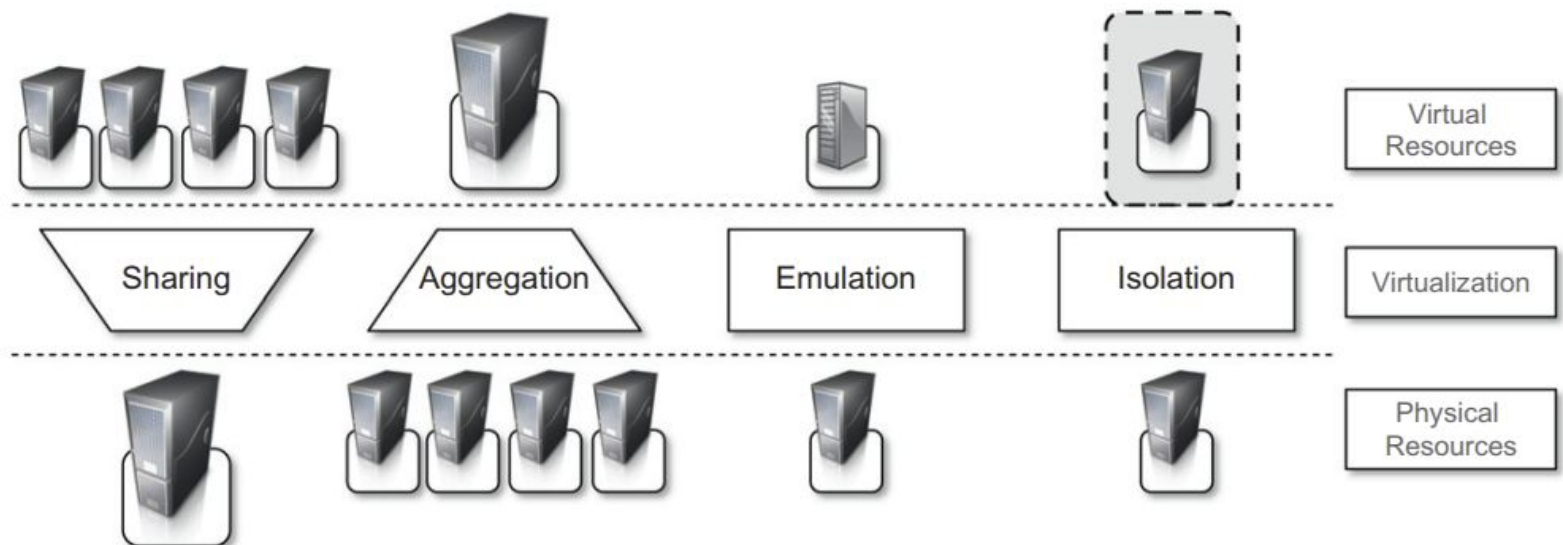 Virtual
Resources
Sharing
Aggregation
Emulation
Isolation
Virtualization
Physical
Resources